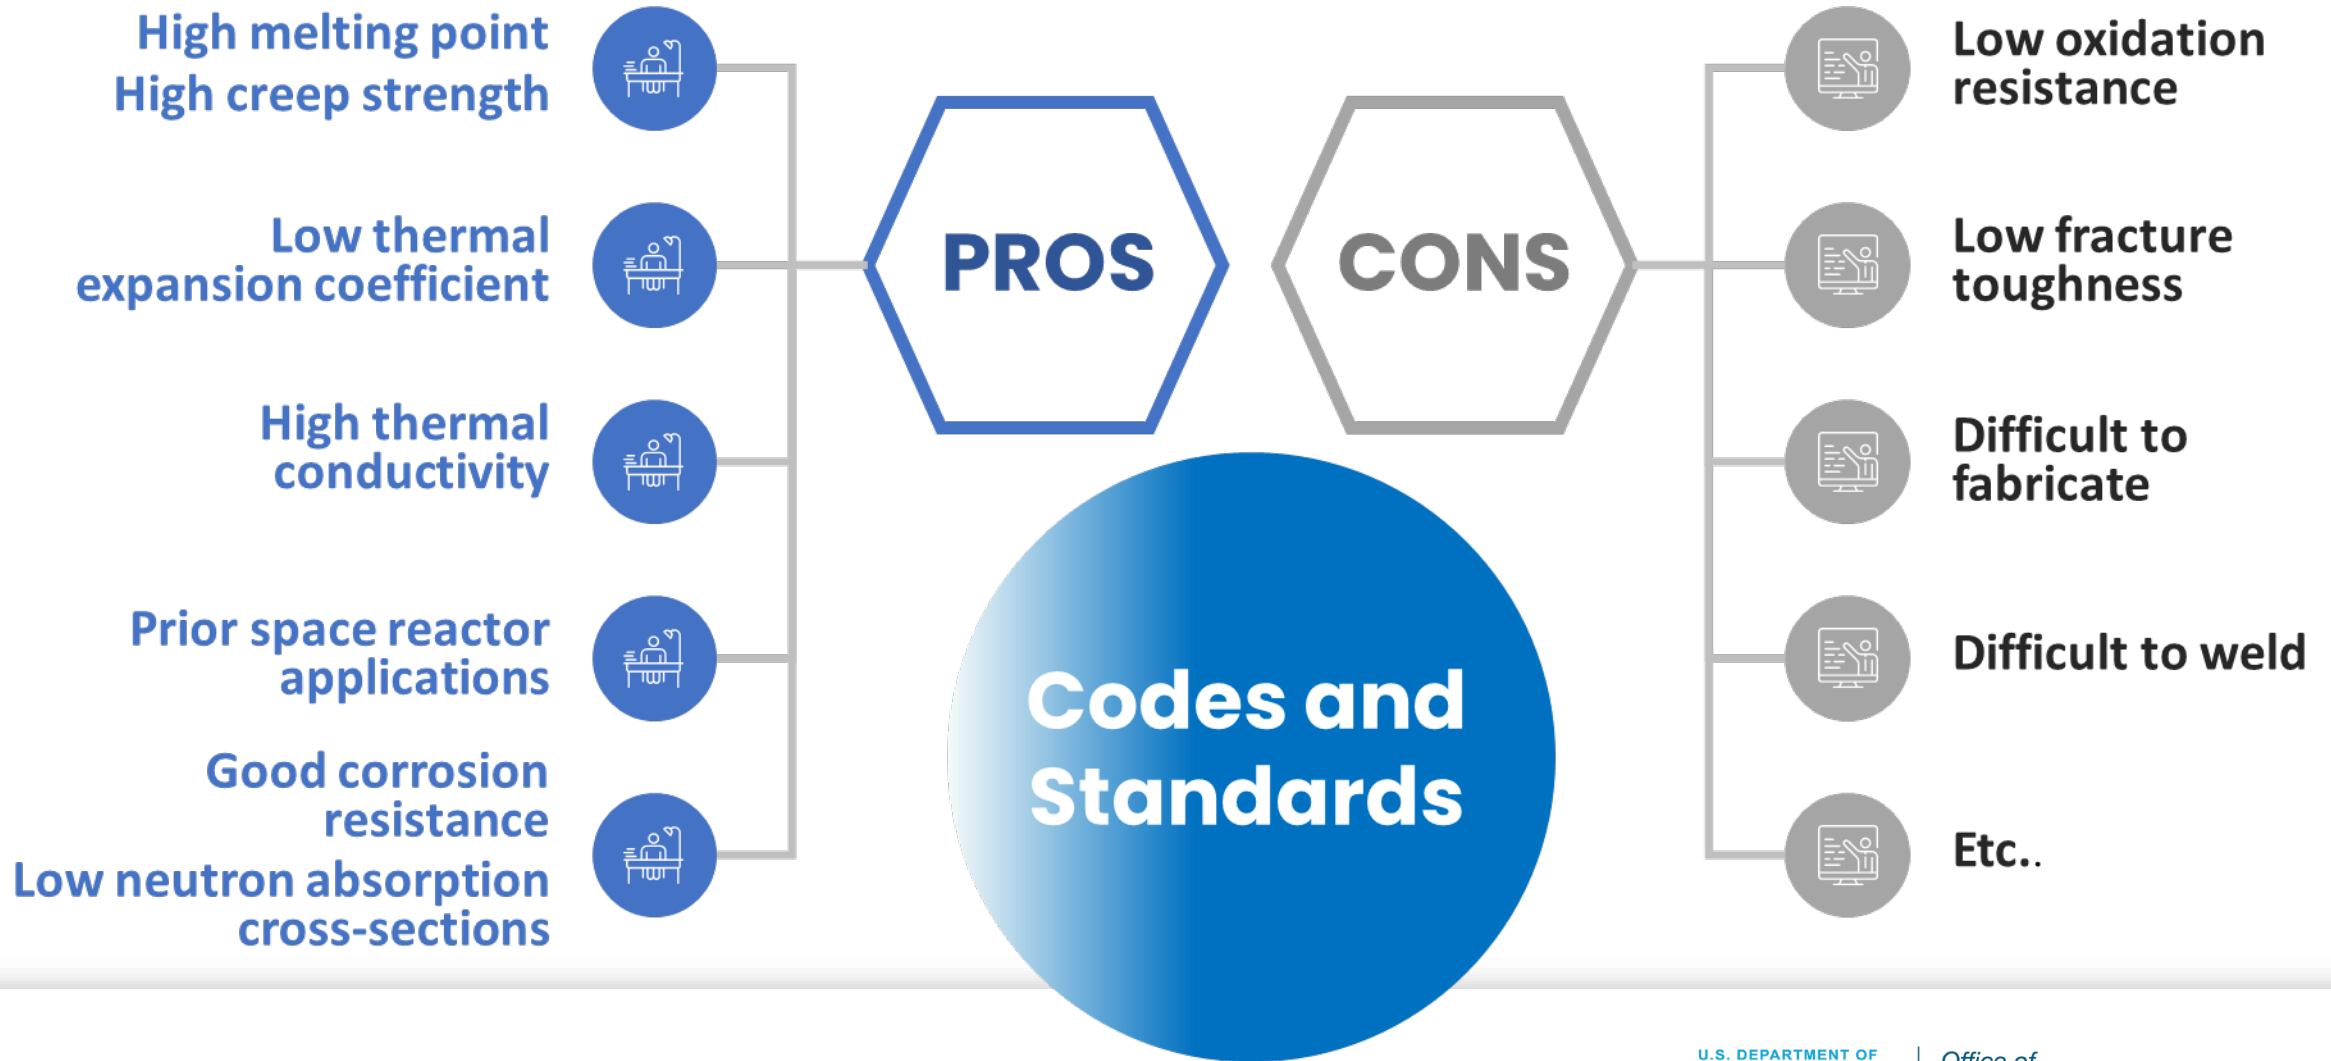 High melting point
High creep strength
Low thermal
expansion coefficient
High thermal
conductivity
Prior space reactor
applications
Good corrosion
resistance
Low neutron absorption
cross-sections
PROS
CONS
Codes and
Standards
Low oxidation
resistance
Low fracture
toughness
Difficult to
fabricate
Difficult to weld
Etc..
U.S. DEPARTMENT OF
Office of